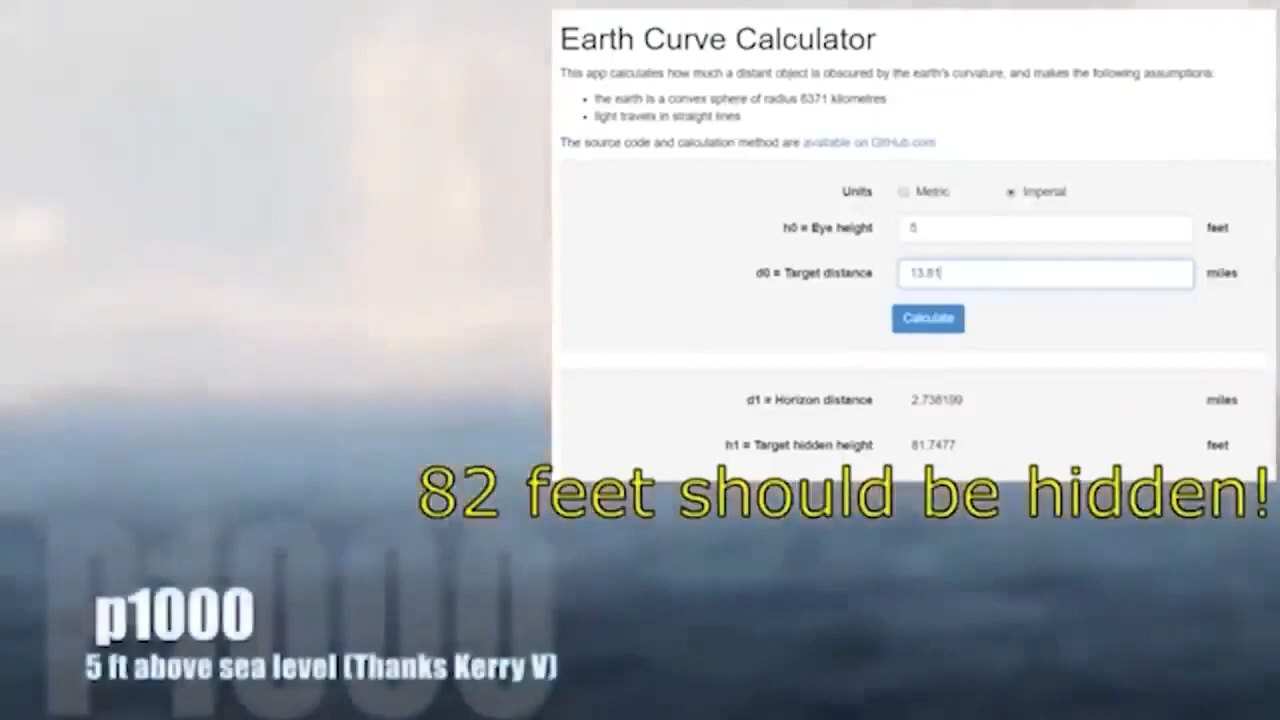 Earth Curve Calculator
This app calculates how much a distant object is obscured by the earth's curvature, and makes the following assumptions:
• the earth is a convex sphere of radius 6371 kilometres
• light travels in straight lines
The source code and calculation method are available on GitHub.com
Units Metric Imperial
h0 = Eye height 5 feet
d0 = Target distance 13.81 miles
Calculate
d1 = Horizon distance 2.738199 miles
h1 = Target hidden height 81.7477 feet
82 feet should be hidden!
p1000
p1000
5 ft above sea level (Thanks Kerry V)